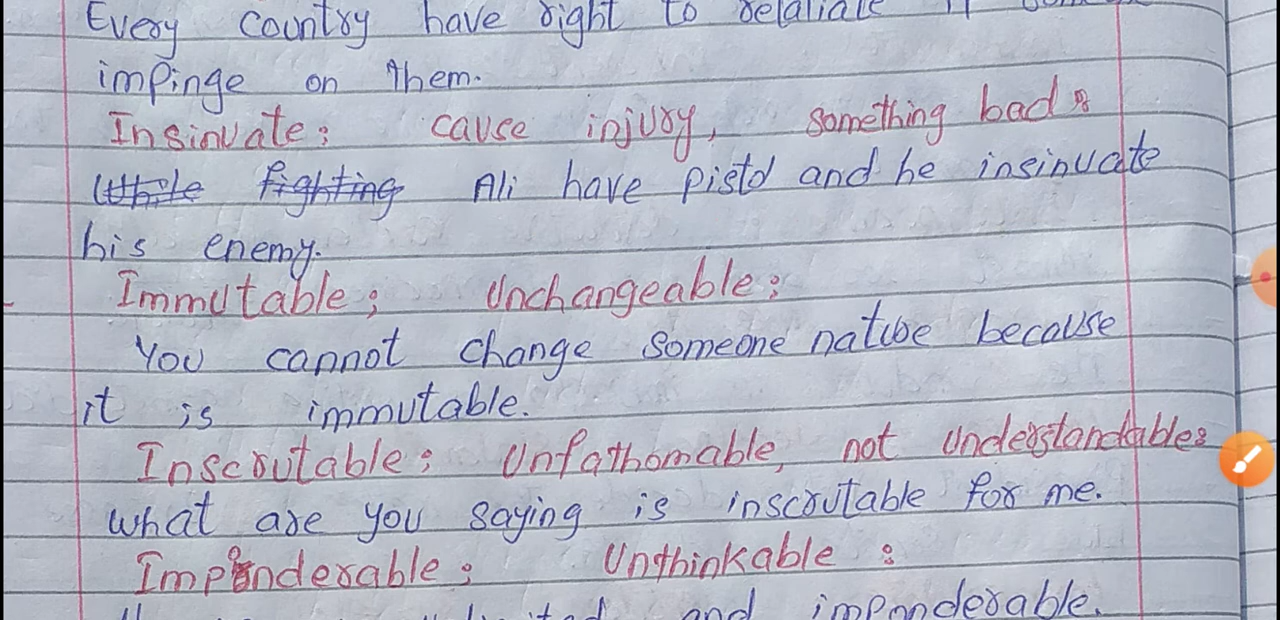 Every country have right to retaliate if
impinge on them.
Insinuate: cause injury, something bad:
While fighting Ali have pistol and he insinuate
his enemy.
Immutable: Unchangeable:
You cannot change someone nature because
it is immutable.
Inscrutable: Unfathomable, not understandable:
what are you saying is inscrutable for me.
Imponderable: Unthinkable:
and imponderable.